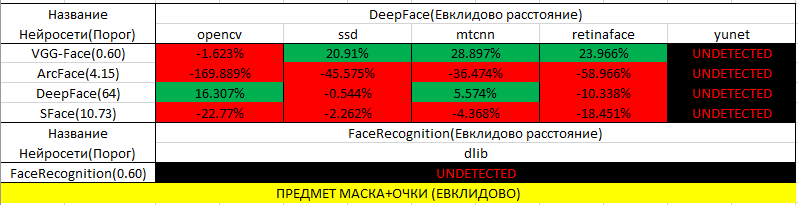 Название DeepFace(Евклидово расстояние)
Нейросети(Порог) opencv ssd mtcnn retinaface yunet
VGG-Face(0.60) -1.623% 20.91% 28.897% 23.966% UNDETECTED
ArcFace(4.15) -169.889% -45.575% -36.474% -58.966% UNDETECTED
DeepFace(64) 16.307% -0.544% 5.574% -10.338% UNDETECTED
SFace(10.73) -22.77% -2.262% -4.368% -18.451% UNDETECTED
Название FaceRecognition(Евклидово расстояние)
Нейросети(Порог) dlib
FaceRecognition(0.60) UNDETECTED
ПРЕДМЕТ МАСКА+ОЧКИ (ЕВКЛИДОВО)